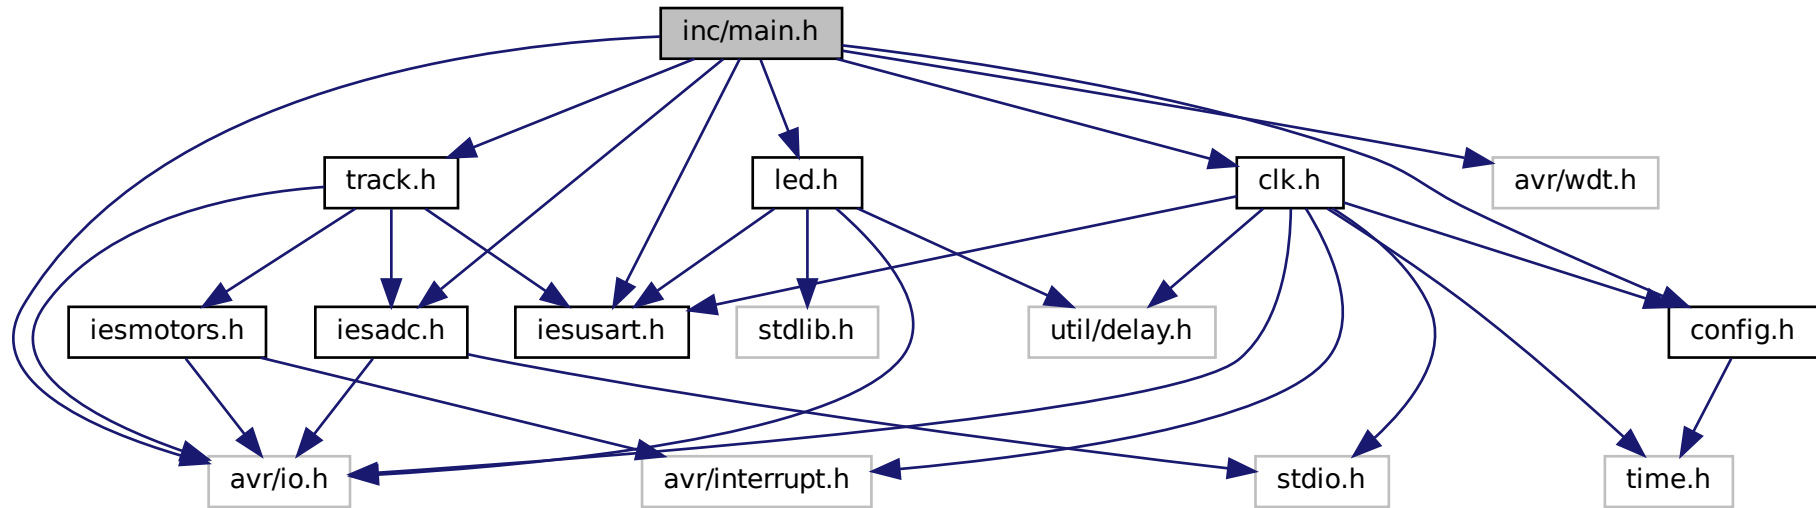 inc/main.h
track.h
led.h
clk.h
avr/wdt.h
iesmotors.h
iesadc.h
iesusart.h
stdlib.h
util/delay.h
config.h
avr/io.h
avr/interrupt.h
stdio.h
time.h